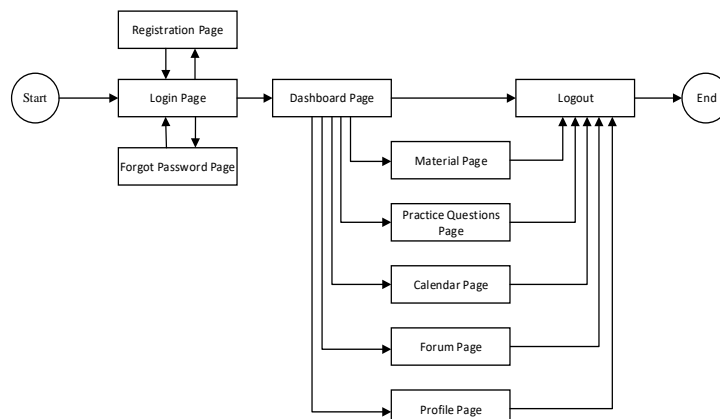 Registration Page
Start
Login Page
Dashboard Page
Logout
End
Forgot Password Page
Material Page
Practice Questions
Page
Calendar Page
Forum Page
Profile Page